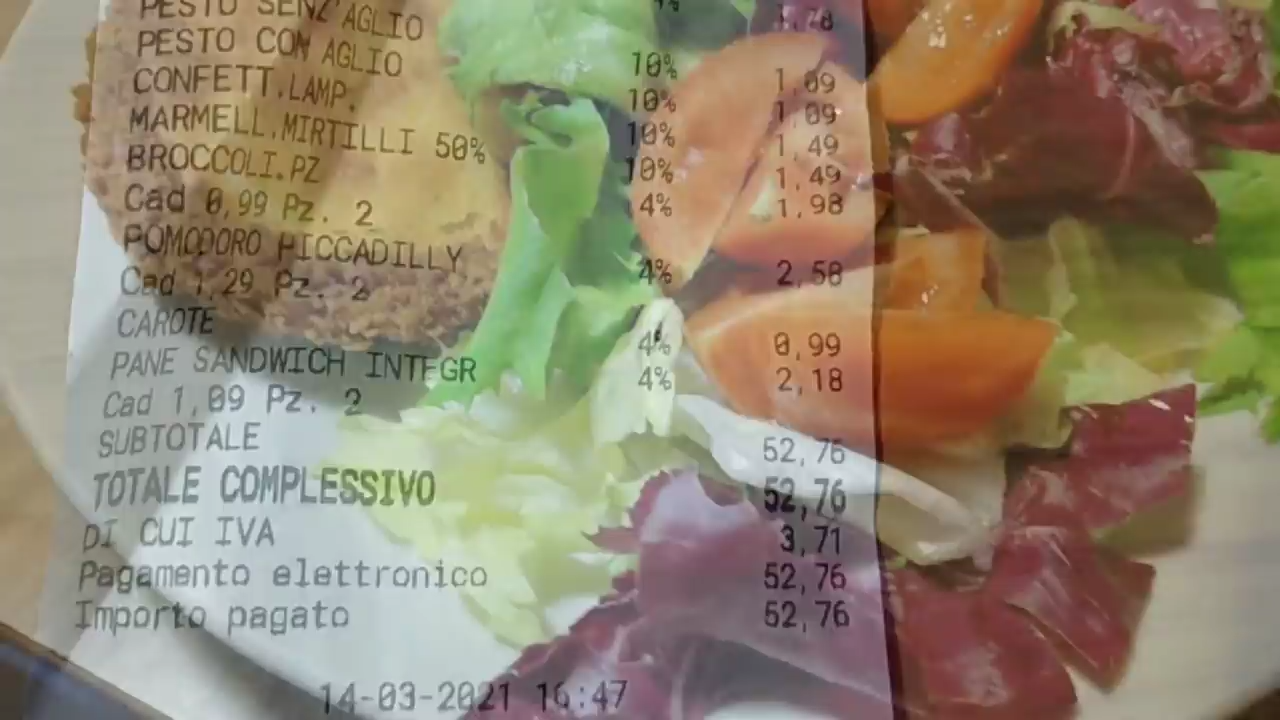 4% 1,78
PESTO SENZ'AGLIO 10% 1,09
PESTO CON AGLIO 10% 1,09
CONFETT.LAMP. 10% 1,49
MARMELL.MIRTILLI 50% 10% 1,49
BROCCOLI.PZ 4% 1,98
Cad 0,99 Pz. 2
POMODORO PICCADILLY 4% 2,58
Cad 1,29 Pz. 2
CAROTE 4% 0,99
PANE SANDWICH INTEGR 4% 2,18
Cad 1,09 Pz. 2
SUBTOTALE 52,76
TOTALE COMPLESSIVO 52,76
DI CUI IVA 3,71
Pagamento elettronico 52,76
Importo pagato 52,76
14-03-2021 16:47